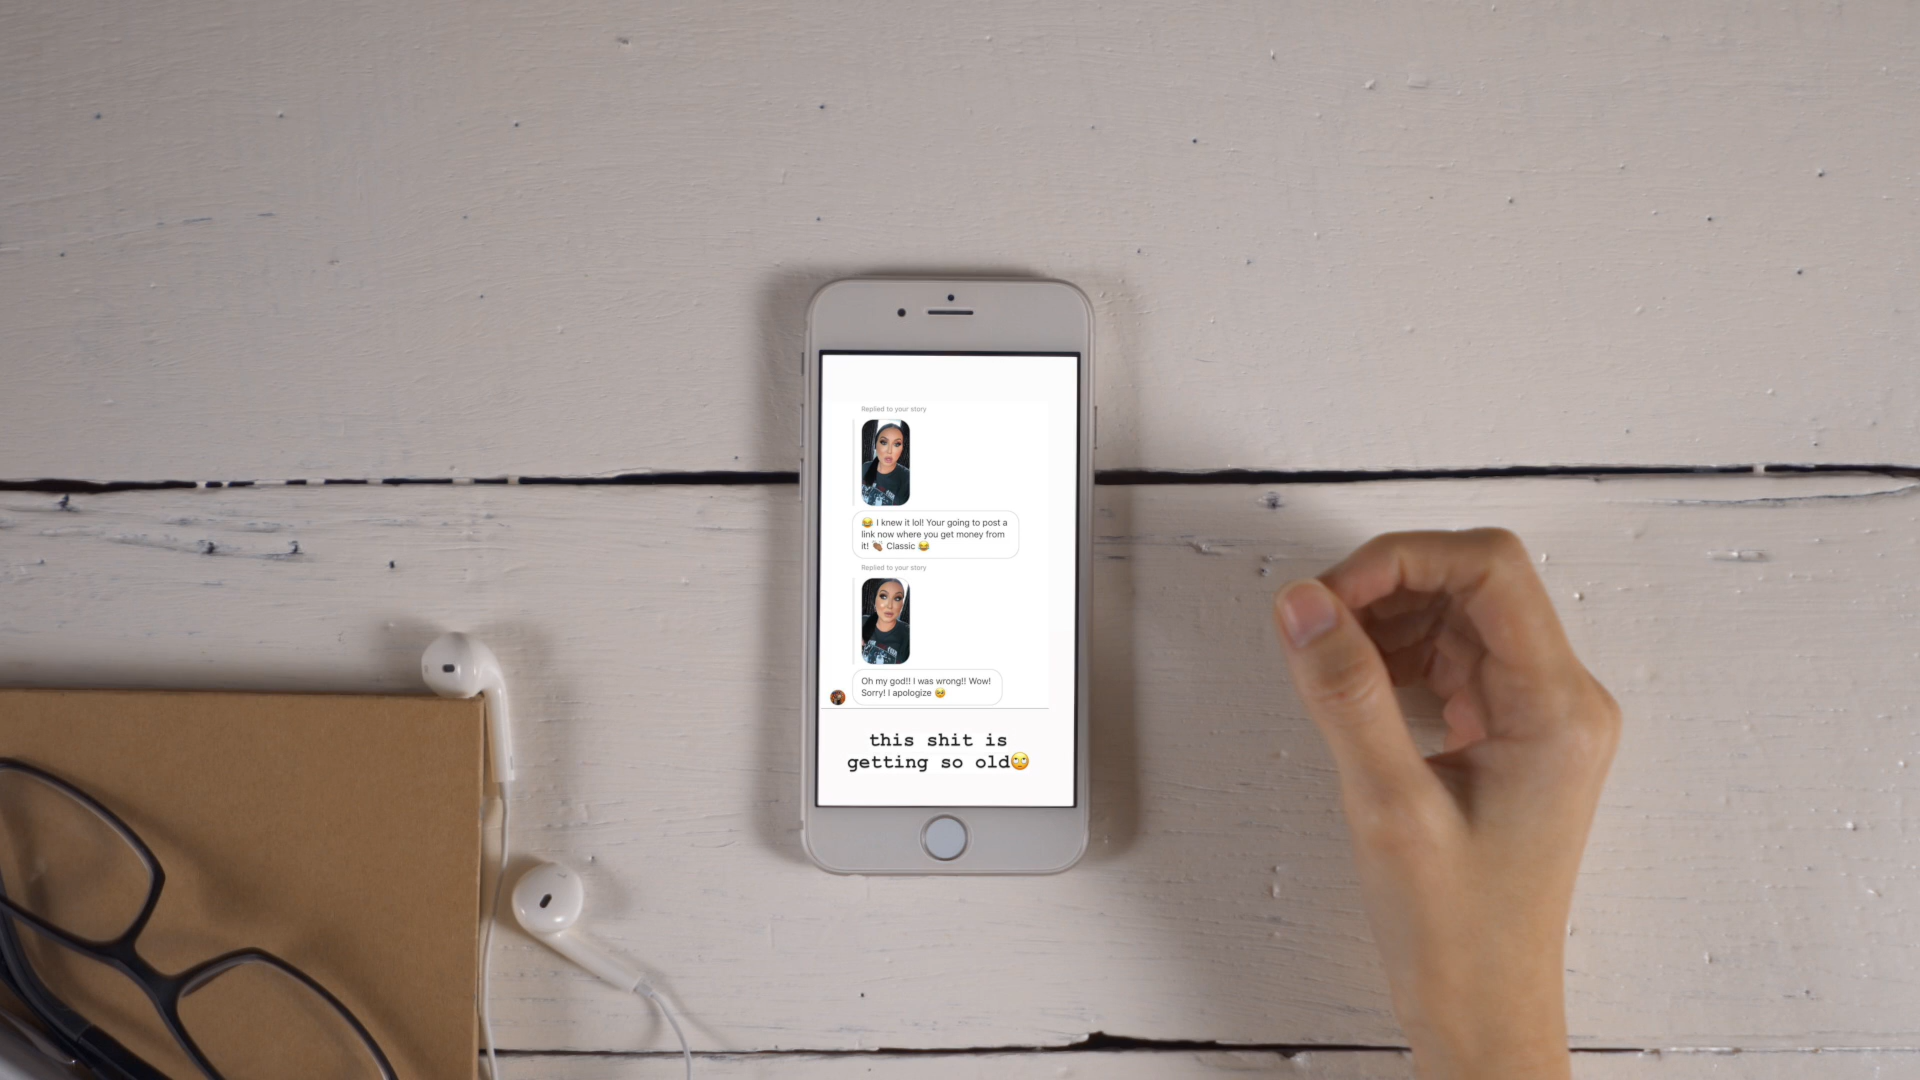 Replied to your story
😂 I knew it lol! Your going to post a
link now where you get money from
it! 👏🏾 Classic 😂
Replied to your story
Oh my god!! I was wrong!! Wow!
Sorry! I apologize 🥺
this shit is
getting so old🙄